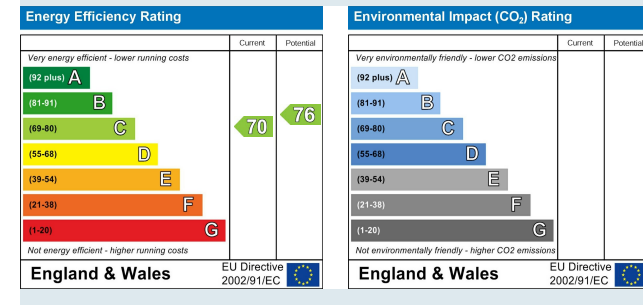 Energy Efficiency Rating
Current Potential
Very energy efficient - lower running costs
(92 plus) A
(81-91) B
(69-80) C
(55-68) D
(39-54) E
(21-38) F
(1-20) G
70
76
Not energy efficient - higher running costs
England & Wales
EU Directive
2002/91/EC
Environmental Impact (CO₂) Rating
Current Potential
Very environmentally friendly - lower CO2 emissions
(92 plus) A
(81-91) B
(69-80) C
(55-68) D
(39-54) E
(21-38) F
(1-20) G
Not environmentally friendly - higher CO2 emissions
England & Wales
EU Directive
2002/91/EC